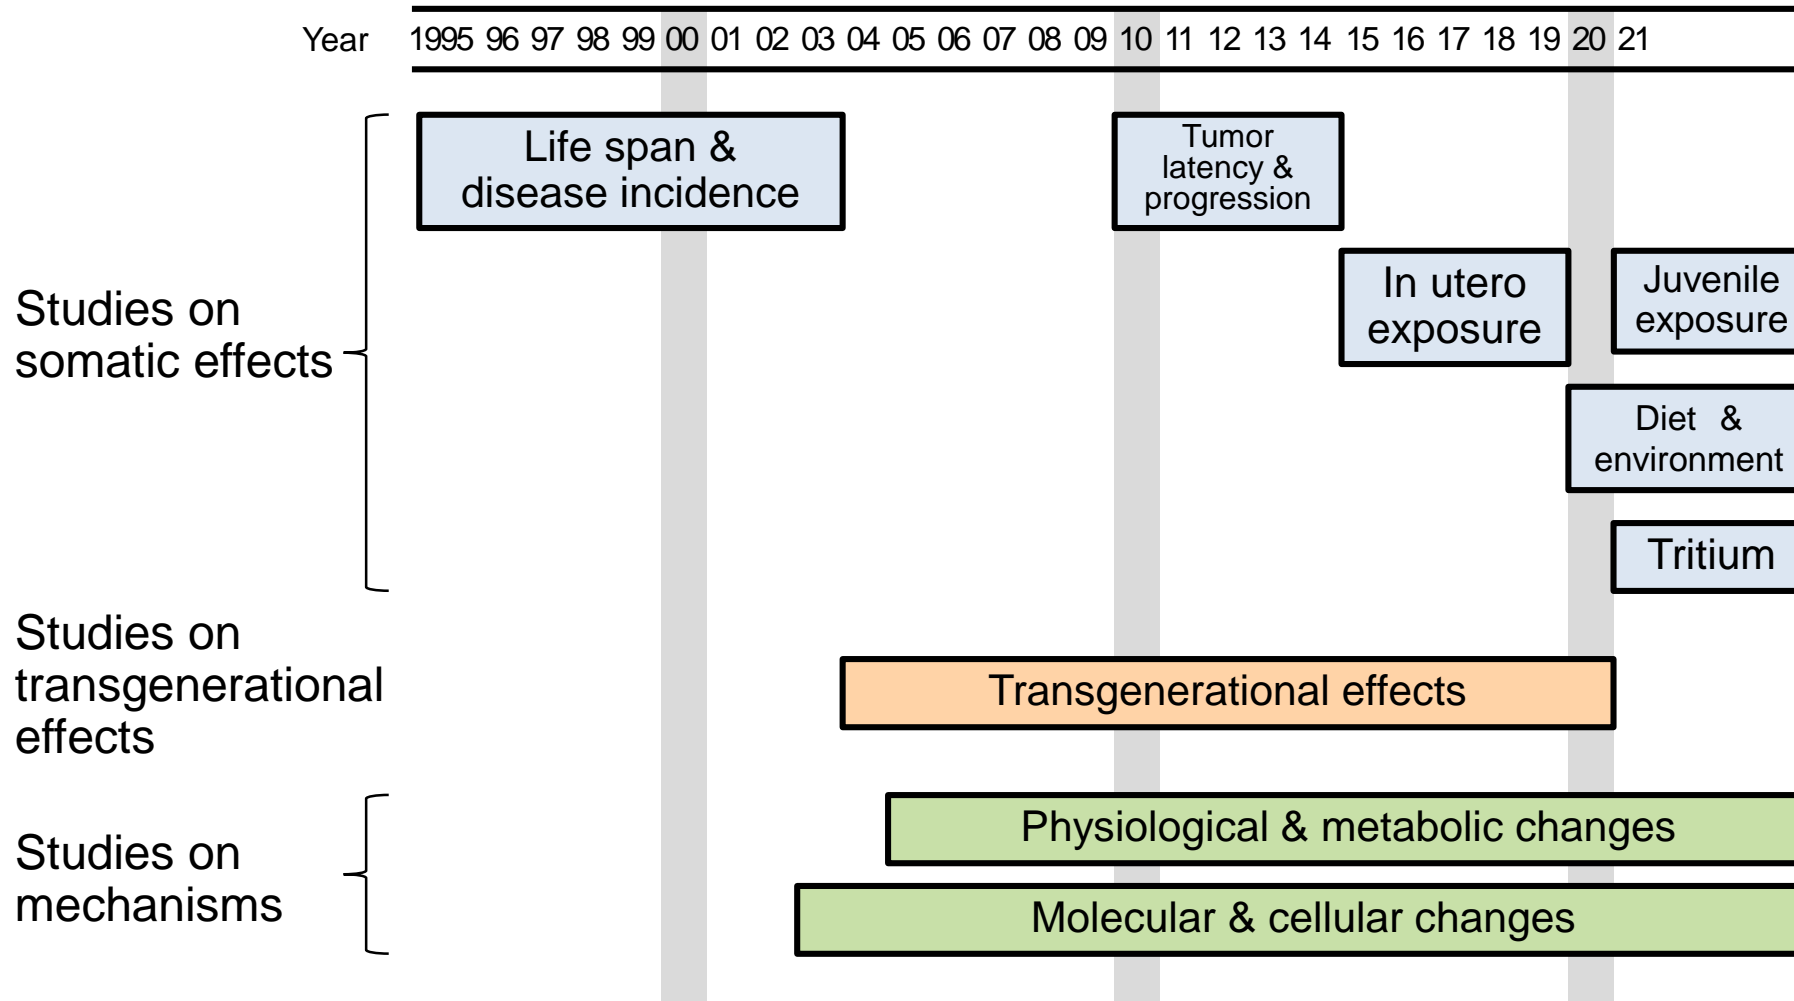 Year 1995 96 97 98 99 00 01 02 03 04 05 06 07 08 09 10 11 12 13 14 15 16 17 18 19 20 21
Studies on
somatic effects
Life span &
disease incidence
Tumor
latency &
progression
In utero
exposure
Juvenile
exposure
Diet &
environment
Tritium
Studies on
transgenerational
effects
Transgenerational effects
Studies on
mechanisms
Physiological & metabolic changes
Molecular & cellular changes